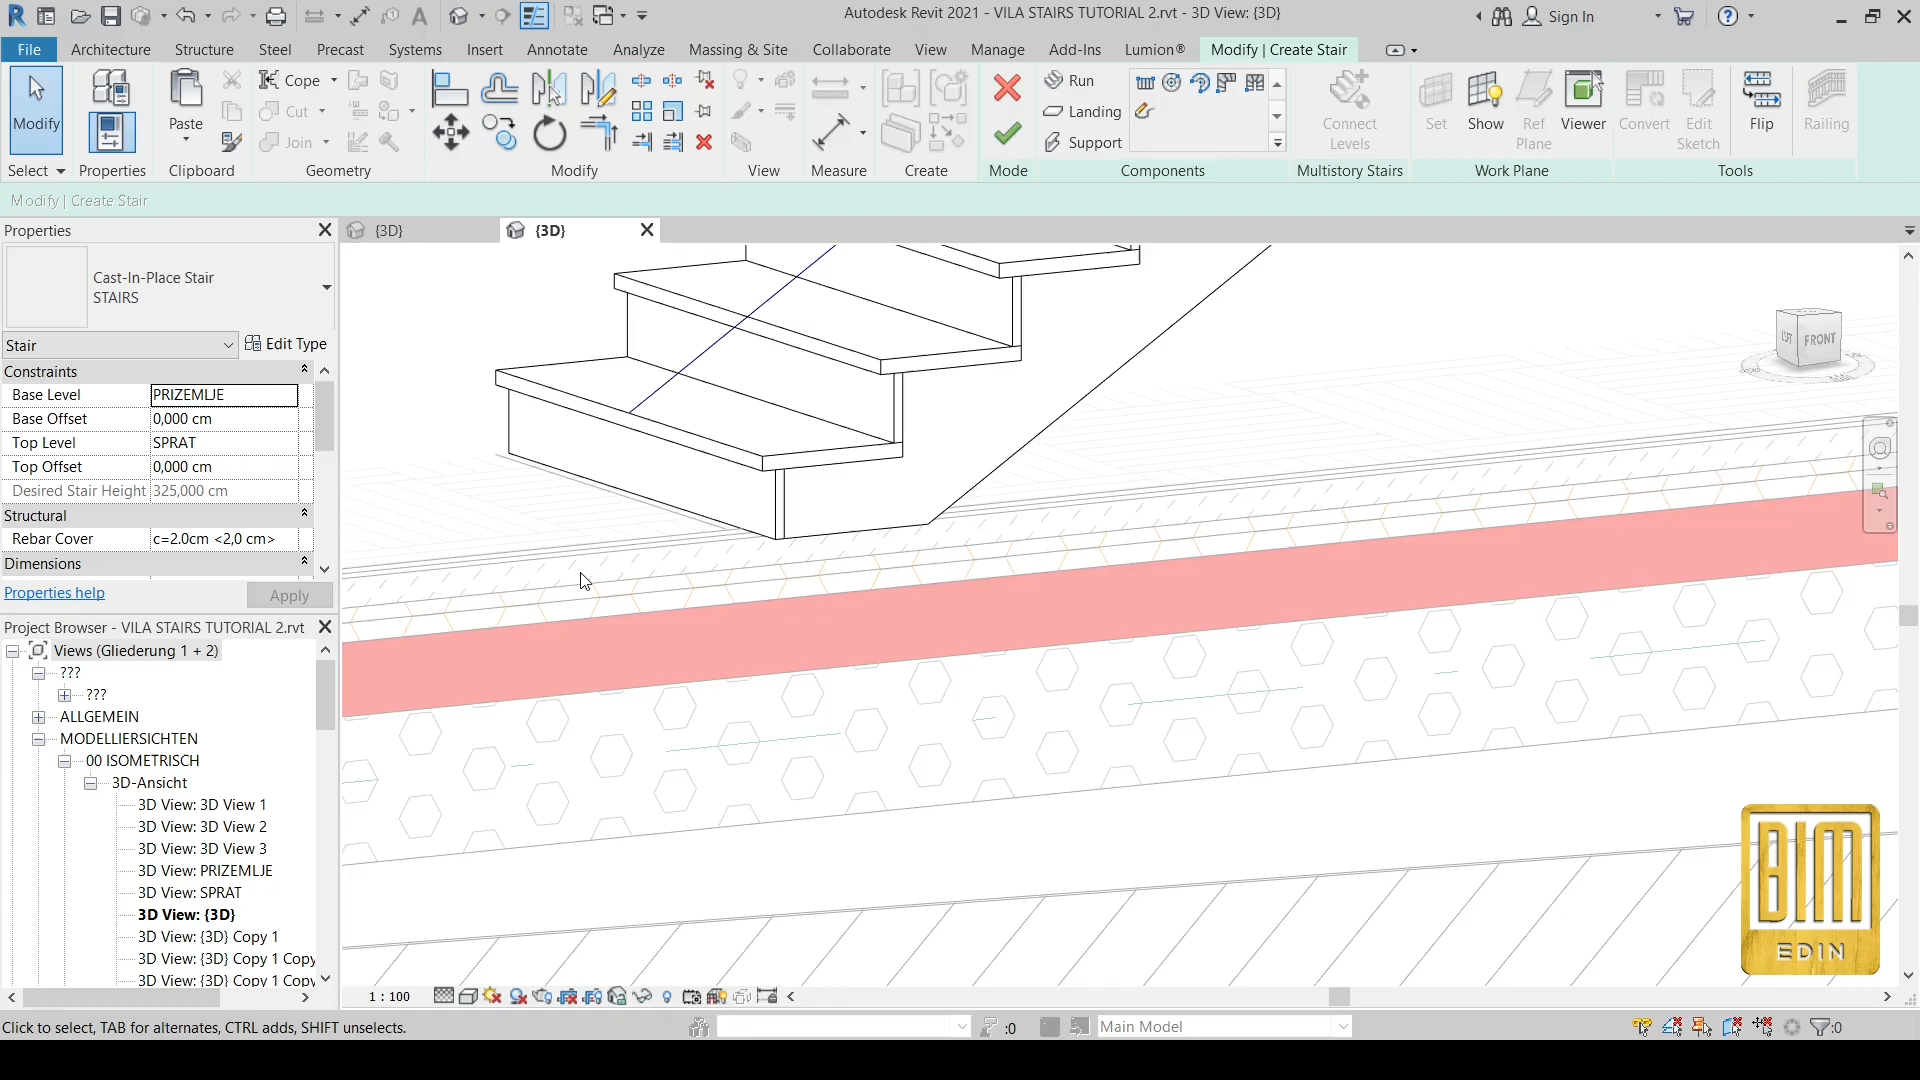 Autodesk Revit 2021 - VILA STAIRS TUTORIAL 2.rvt - 3D View: {3D}
Sign In
File Architecture Structure Steel Precast Systems Insert Annotate Analyze Massing & Site Collaborate View Manage Add-Ins Lumion® Modify | Create Stair
Modify
Paste
Cope
Cut
Join
Run
Landing
Support
Connect Levels
Set
Show
Ref Plane
Viewer
Convert
Edit Sketch
Flip
Railing
Select Properties Clipboard Geometry Modify View Measure Create Mode Components Multistory Stairs Work Plane Tools
Modify | Create Stair
Properties
{3D}
{3D}
Cast-In-Place Stair
STAIRS
Stair
Edit Type
Constraints
Base Level PRIZEMLJE
Base Offset 0,000 cm
Top Level SPRAT
Top Offset 0,000 cm
Desired Stair Height 325,000 cm
Structural
Rebar Cover c=2.0cm <2,0 cm>
Dimensions
Properties help
Apply
Project Browser - VILA STAIRS TUTORIAL 2.rvt
Views (Gliederung 1 + 2)
???
???
ALLGEMEIN
MODELLIERSICHTEN
00 ISOMETRISCH
3D-Ansicht
3D View: 3D View 1
3D View: 3D View 2
3D View: 3D View 3
3D View: PRIZEMLJE
3D View: SPRAT
3D View: {3D}
3D View: {3D} Copy 1
3D View: {3D} Copy 1 Copy
3D View: {3D} Copy 1 Copy
LEFT
FRONT
BIM
EDIN
1 : 100
Click to select, TAB for alternates, CTRL adds, SHIFT unselects.
:0
Main Model
:0